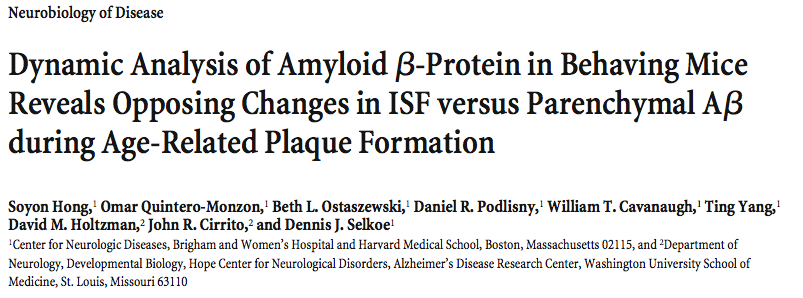 Neurobiology of Disease
Dynamic Analysis of Amyloid β-Protein in Behaving Mice
Reveals Opposing Changes in ISF versus Parenchymal Aβ
during Age-Related Plaque Formation
Soyon Hong,¹ Omar Quintero-Monzon,¹ Beth L. Ostaszewski,¹ Daniel R. Podlisny,¹ William T. Cavanaugh,¹ Ting Yang,¹
David M. Holtzman,² John R. Cirrito,² and Dennis J. Selkoe¹
¹Center for Neurologic Diseases, Brigham and Women's Hospital and Harvard Medical School, Boston, Massachusetts 02115, and ²Department of
Neurology, Developmental Biology, Hope Center for Neurological Disorders, Alzheimer's Disease Research Center, Washington University School of
Medicine, St. Louis, Missouri 63110